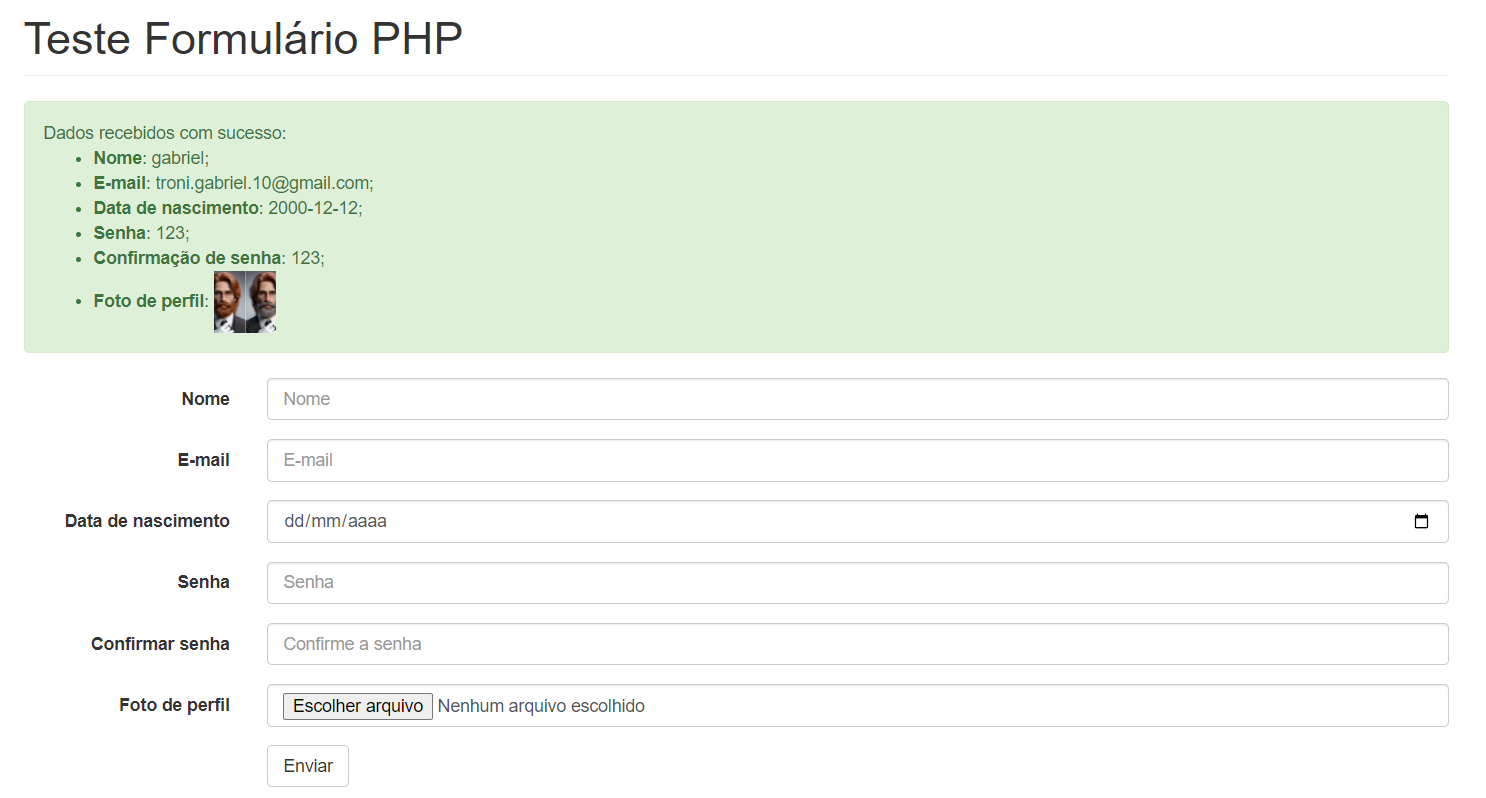 Teste Formulário PHP
Dados recebidos com sucesso:
• Nome: gabriel;
• E-mail: troni.gabriel.10@gmail.com;
• Data de nascimento: 2000-12-12;
• Senha: 123;
• Confirmação de senha: 123;
• Foto de perfil:
Nome Nome
E-mail E-mail
Data de nascimento dd/mm/aaaa
Senha Senha
Confirmar senha Confirme a senha
Foto de perfil Escolher arquivo Nenhum arquivo escolhido
Enviar